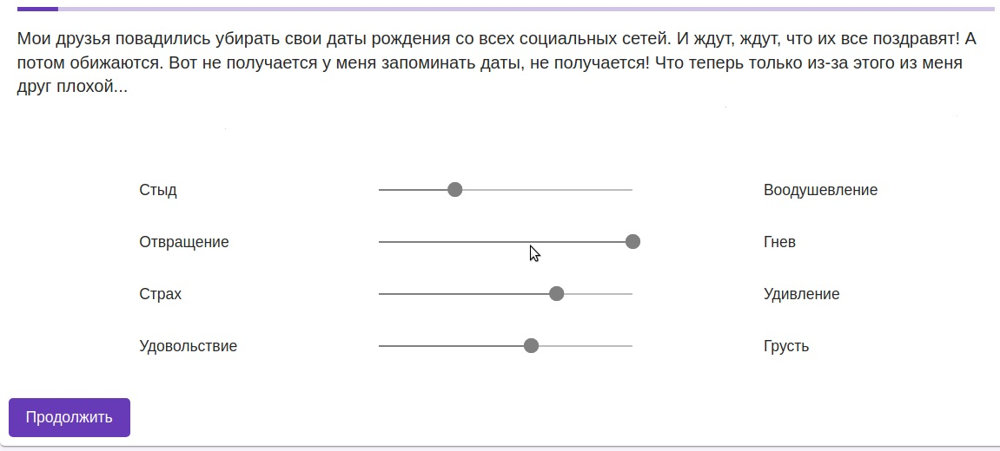 Мои друзья повадились убирать свои даты рождения со всех социальных сетей. И ждут, ждут, что их все поздравят! А
потом обижаются. Вот не получается у меня запоминать даты, не получается! Что теперь только из-за этого из меня
друг плохой...
Стыд Воодушевление
Отвращение Гнев
Страх Удивление
Удовольствие Грусть
Продолжить